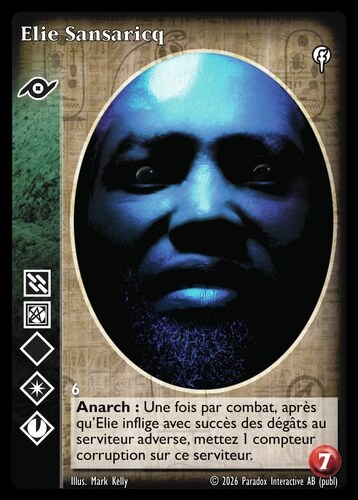 Elie Sansaricq
6
Anarch : Une fois par combat, après
qu'Elie inflige avec succès des dégâts au
serviteur adverse, mettez 1 compteur
corruption sur ce serviteur.
7
Illus. Mark Kelly
© 2026 Paradox Interactive AB (publ)